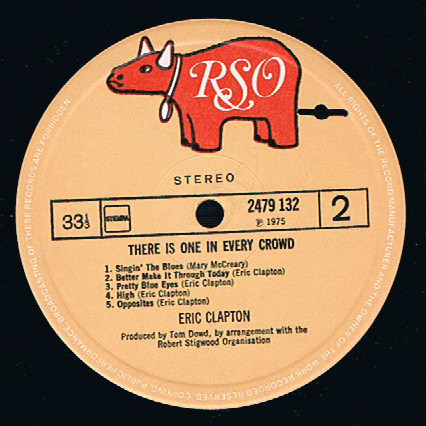 RSO
STEREO
33⅓ STEMRA 2479 132 2
℗ 1975
THERE IS ONE IN EVERY CROWD
1. Singin' The Blues (Mary McCreary)
2. Better Make It Through Today (Eric Clapton)
3. Pretty Blue Eyes (Eric Clapton)
4. High (Eric Clapton)
5. Opposites (Eric Clapton)
ERIC CLAPTON
Produced by Tom Dowd, by arrangement with the
Robert Stigwood Organisation
ALL RIGHTS OF THE RECORD MANUFACTURER AND THE OWNER OF THE WORK RECORDED RESERVED. COPYING, PUBLIC PERFORMANCE, BROADCASTING OF THESE RECORDS ARE FORBIDDEN